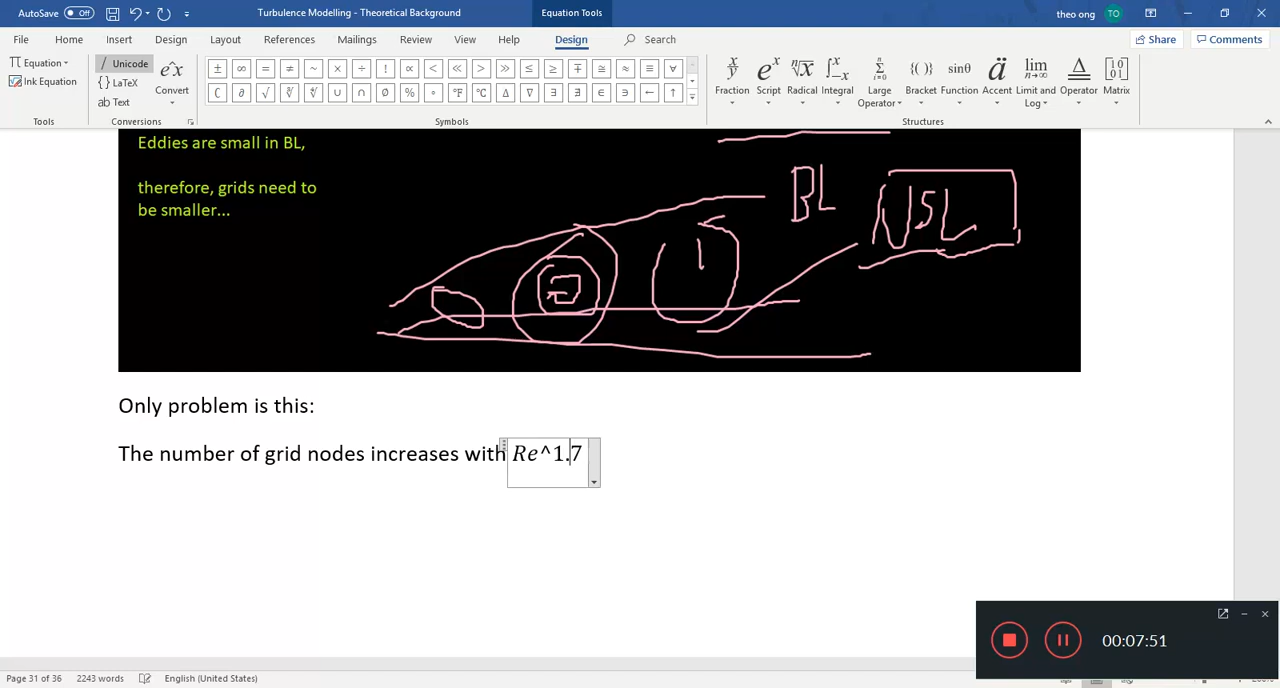 AutoSave Off Turbulence Modelling - Theoretical Background Equation Tools theo ong TO
File Home Insert Design Layout References Mailings Review View Help Design Search Share Comments
π Equation
Ink Equation
Tools
/ Unicode
{} LaTeX
ab Text
Convert
Conversions
± ∞ = ≠ ~ × ÷ ! ∝ < ≪ > ≫ ≤ ≥ ∓ ≅ ≈ ≡ ∀
∁ ∂ √ ∛ ∜ ∪ ∩ ∅ % ° °F °C ∆ ∇ ∃ ∄ ∈ ∋ ← ↑
Symbols
Fraction Script Radical Integral Large Operator Bracket Function Accent Limit and Log Operator Matrix
Structures
Eddies are small in BL,
therefore, grids need to
be smaller...
BL
VSL
Only problem is this:
The number of grid nodes increases with Re^1.7
00:07:51
Page 31 of 36 2243 words English (United States)